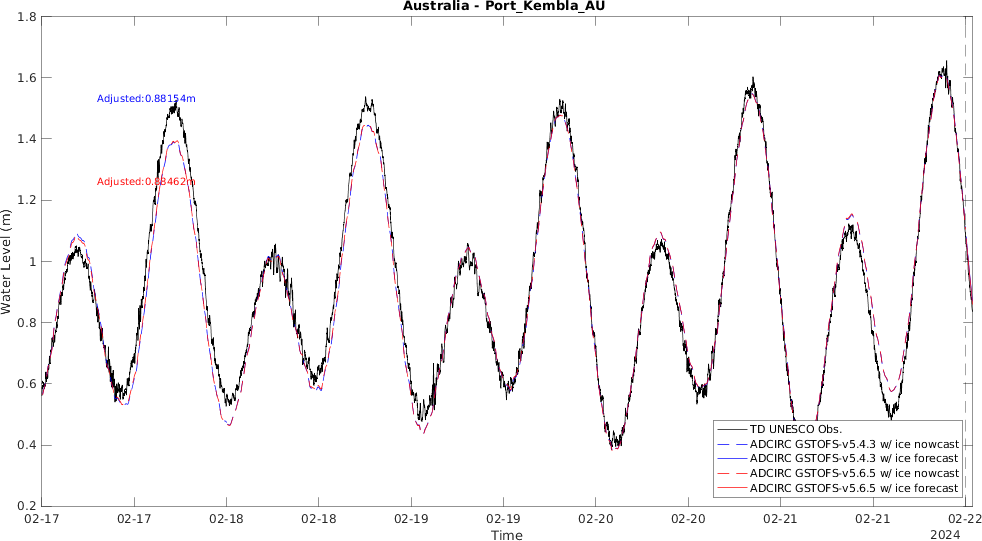 Australia - Port_Kembla_AU
Water Level (m)
1.8
1.6
1.4
1.2
1
0.8
0.6
0.4
0.2
Adjusted:0.88154m
Adjusted:0.88462m
TD UNESCO Obs.
ADCIRC GSTOFS-v5.4.3 w/ ice nowcast
ADCIRC GSTOFS-v5.4.3 w/ ice forecast
ADCIRC GSTOFS-v5.6.5 w/ ice nowcast
ADCIRC GSTOFS-v5.6.5 w/ ice forecast
02-17 02-17 02-18 02-18 02-19 02-19 02-20 02-20 02-21 02-21 02-22
Time
2024